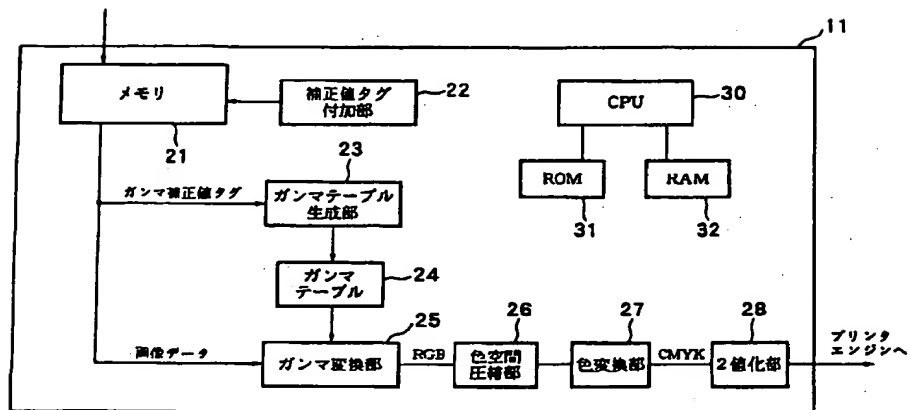 11
メモリ
21
補正値タグ
付加部
22
CPU
30
ROM
31
RAM
32
23
ガンマ補正値タグ
ガンマテーブル
生成部
ガンマ
テーブル
24
25
26
27
28
画像データ
ガンマ変換部
RGB
色空間
圧縮部
色変換部
CMYK
2値化部
プリンタ
エンジンへ